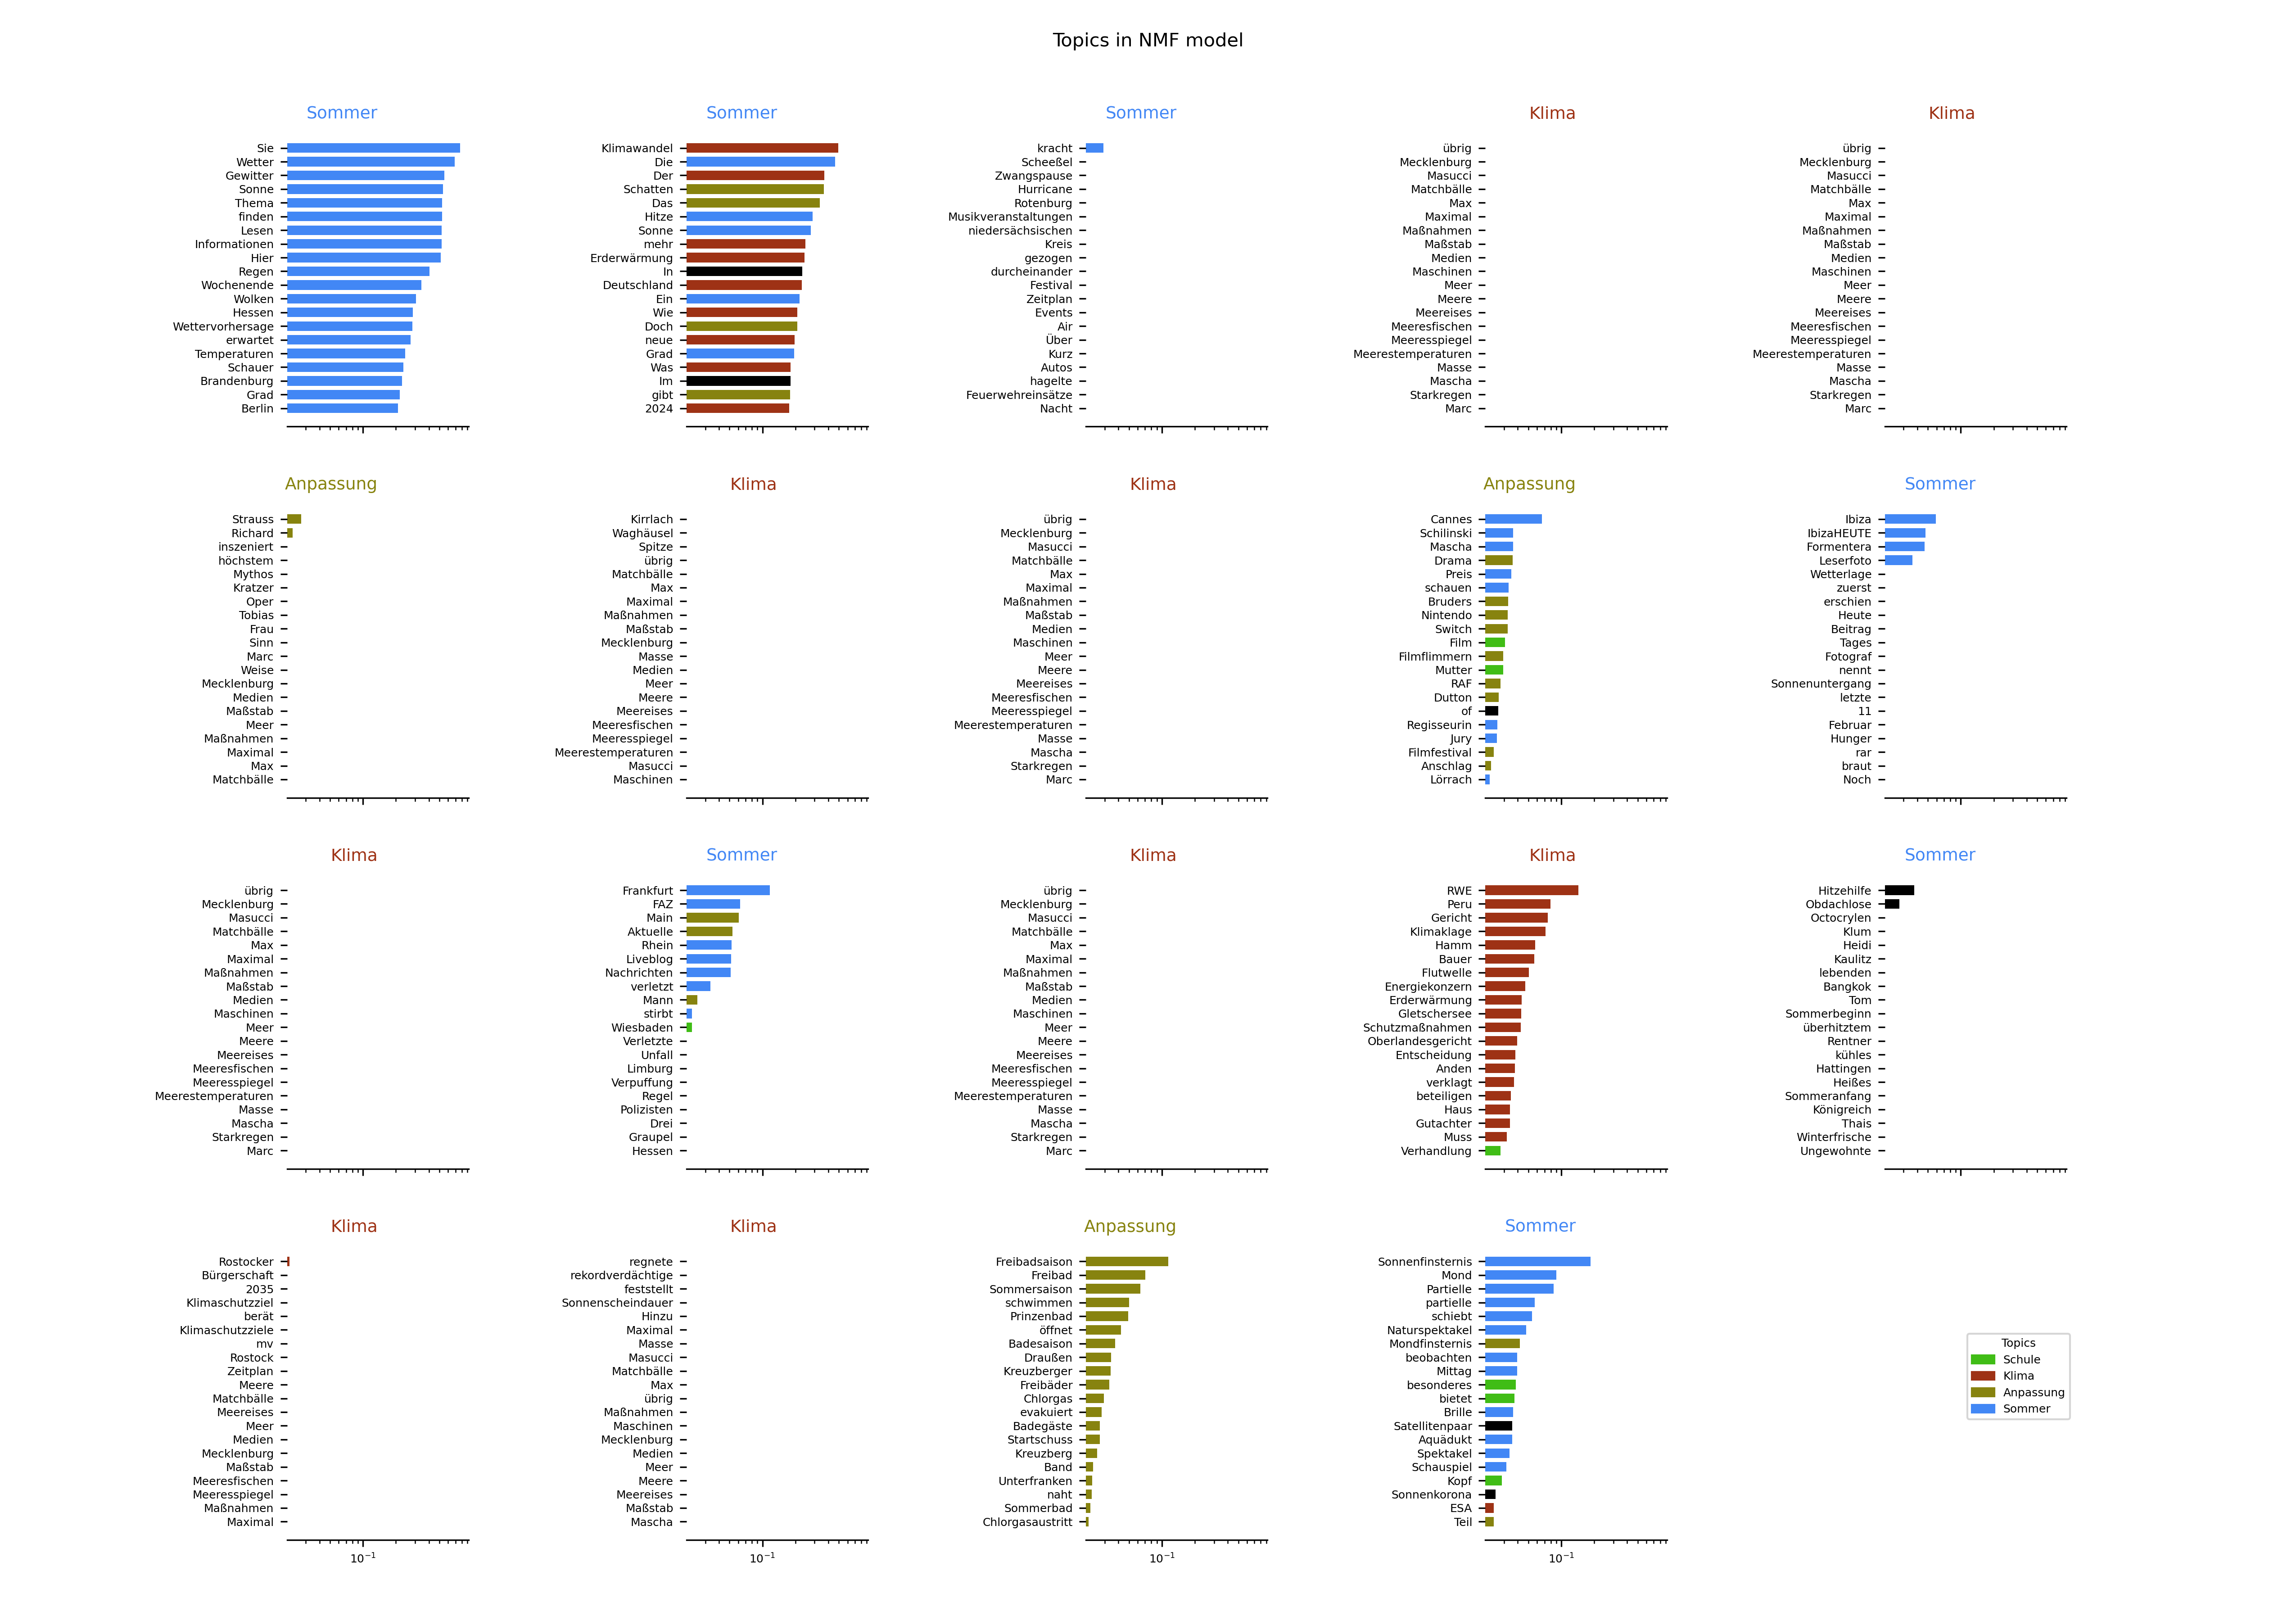 Topics in NMF model
Sommer
Sie
Wetter
Gewitter
Sonne
Thema
finden
Lesen
Informationen
Hier
Regen
Wochenende
Wolken
Hessen
Wettervorhersage
erwartet
Temperaturen
Schauer
Brandenburg
Grad
Berlin
Sommer
Klimawandel
Die
Der
Schatten
Das
Hitze
Sonne
mehr
Erderwärmung
In
Deutschland
Ein
Wie
Doch
neue
Grad
Was
Im
gibt
2024
Sommer
kracht
Scheeßel
Zwangspause
Hurricane
Rotenburg
Musikveranstaltungen
niedersächsischen
Kreis
gezogen
durcheinander
Festival
Zeitplan
Events
Air
Über
Kurz
Autos
hagelte
Feuerwehreinsätze
Nacht
Klima
übrig
Mecklenburg
Masucci
Matchbälle
Max
Maximal
Maßnahmen
Maßstab
Medien
Maschinen
Meer
Meere
Meereises
Meeresfischen
Meeresspiegel
Meerestemperaturen
Masse
Mascha
Starkregen
Marc
Klima
übrig
Mecklenburg
Masucci
Matchbälle
Max
Maximal
Maßnahmen
Maßstab
Medien
Maschinen
Meer
Meere
Meereises
Meeresfischen
Meeresspiegel
Meerestemperaturen
Masse
Mascha
Starkregen
Marc
Anpassung
Strauss
Richard
inszeniert
höchstem
Mythos
Kratzer
Oper
Tobias
Frau
Sinn
Marc
Weise
Mecklenburg
Medien
Maßstab
Meer
Maßnahmen
Maximal
Max
Matchbälle
Klima
Kirrlach
Waghäusel
Spitze
übrig
Matchbälle
Max
Maximal
Maßnahmen
Maßstab
Mecklenburg
Masse
Medien
Meer
Meere
Meereises
Meeresfischen
Meeresspiegel
Meerestemperaturen
Masucci
Maschinen
Klima
übrig
Mecklenburg
Masucci
Matchbälle
Max
Maximal
Maßnahmen
Maßstab
Medien
Maschinen
Meer
Meere
Meereises
Meeresfischen
Meeresspiegel
Meerestemperaturen
Masse
Mascha
Starkregen
Marc
Anpassung
Cannes
Schilinski
Mascha
Drama
Preis
schauen
Bruders
Nintendo
Switch
Film
Filmflimmern
Mutter
RAF
Dutton
of
Regisseurin
Jury
Filmfestival
Anschlag
Lörrach
Sommer
Ibiza
IbizaHEUTE
Formentera
Leserfoto
Wetterlage
zuerst
erschien
Heute
Beitrag
Tages
Fotograf
nennt
Sonnenuntergang
letzte
11
Februar
Hunger
rar
braut
Noch
Klima
übrig
Mecklenburg
Masucci
Matchbälle
Max
Maximal
Maßnahmen
Maßstab
Medien
Maschinen
Meer
Meere
Meereises
Meeresfischen
Meeresspiegel
Meerestemperaturen
Masse
Mascha
Starkregen
Marc
Sommer
Frankfurt
FAZ
Main
Aktuelle
Rhein
Liveblog
Nachrichten
verletzt
Mann
stirbt
Wiesbaden
Verletzte
Unfall
Limburg
Verpuffung
Regel
Polizisten
Drei
Graupel
Hessen
Klima
übrig
Mecklenburg
Masucci
Matchbälle
Max
Maximal
Maßnahmen
Maßstab
Medien
Maschinen
Meer
Meere
Meereises
Meeresfischen
Meeresspiegel
Meerestemperaturen
Masse
Mascha
Starkregen
Marc
Klima
RWE
Peru
Gericht
Klimaklage
Hamm
Bauer
Flutwelle
Energiekonzern
Erderwärmung
Gletschersee
Schutzmaßnahmen
Oberlandesgericht
Entscheidung
Anden
verklagt
beteiligen
Haus
Gutachter
Muss
Verhandlung
Sommer
Hitzehilfe
Obdachlose
Octocrylen
Klum
Heidi
Kaulitz
lebenden
Bangkok
Tom
Sommerbeginn
überhitztem
Rentner
kühles
Hattingen
Heißes
Sommeranfang
Königreich
Thais
Winterfrische
Ungewohnte
Klima
Rostocker
Bürgerschaft
2035
Klimaschutzziel
berät
Klimaschutzziele
mv
Rostock
Zeitplan
Meere
Matchbälle
Meereises
Meer
Medien
Mecklenburg
Maßstab
Meeresfischen
Meeresspiegel
Maßnahmen
Maximal
10⁻¹
Klima
regnete
rekordverdächtige
feststellt
Sonnenscheindauer
Hinzu
Maximal
Masse
Masucci
Matchbälle
Max
übrig
Maßnahmen
Maschinen
Mecklenburg
Medien
Meer
Meere
Meereises
Maßstab
Mascha
10⁻¹
Anpassung
Freibadsaison
Freibad
Sommersaison
schwimmen
Prinzenbad
öffnet
Badesaison
Draußen
Kreuzberger
Freibäder
Chlorgas
evakuiert
Badegäste
Startschuss
Kreuzberg
Band
Unterfranken
naht
Sommerbad
Chlorgasaustritt
10⁻¹
Sommer
Sonnenfinsternis
Mond
Partielle
partielle
schiebt
Naturspektakel
Mondfinsternis
beobachten
Mittag
besonderes
bietet
Brille
Satellitenpaar
Aquädukt
Spektakel
Schauspiel
Kopf
Sonnenkorona
ESA
Teil
10⁻¹
Topics
Schule
Klima
Anpassung
Sommer